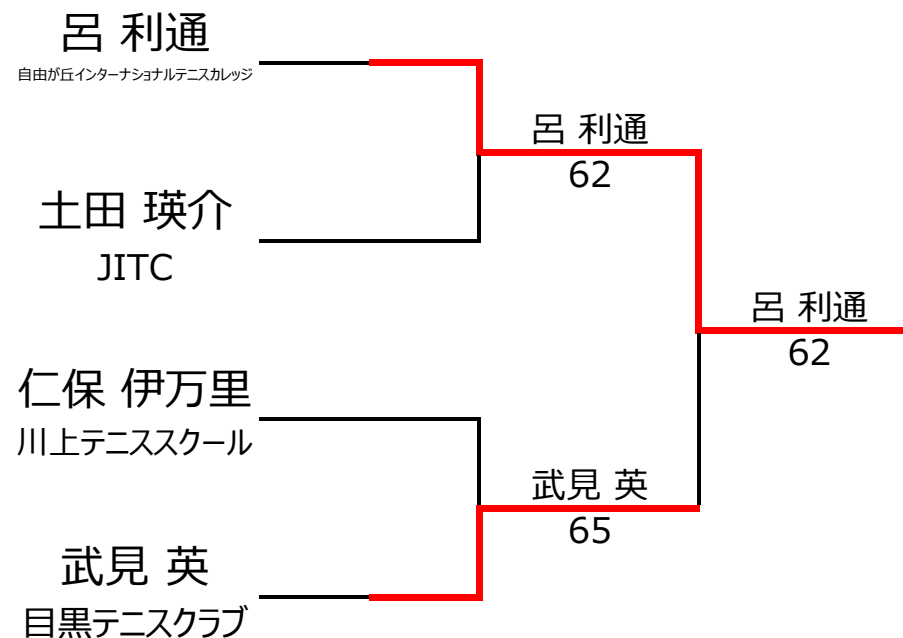 呂 利通
自由が丘インターナショナルテニスカレッジ
呂 利通
62
土田 瑛介
JITC
呂 利通
62
仁保 伊万里
川上テニススクール
武見 英
65
武見 英
目黒テニスクラブ